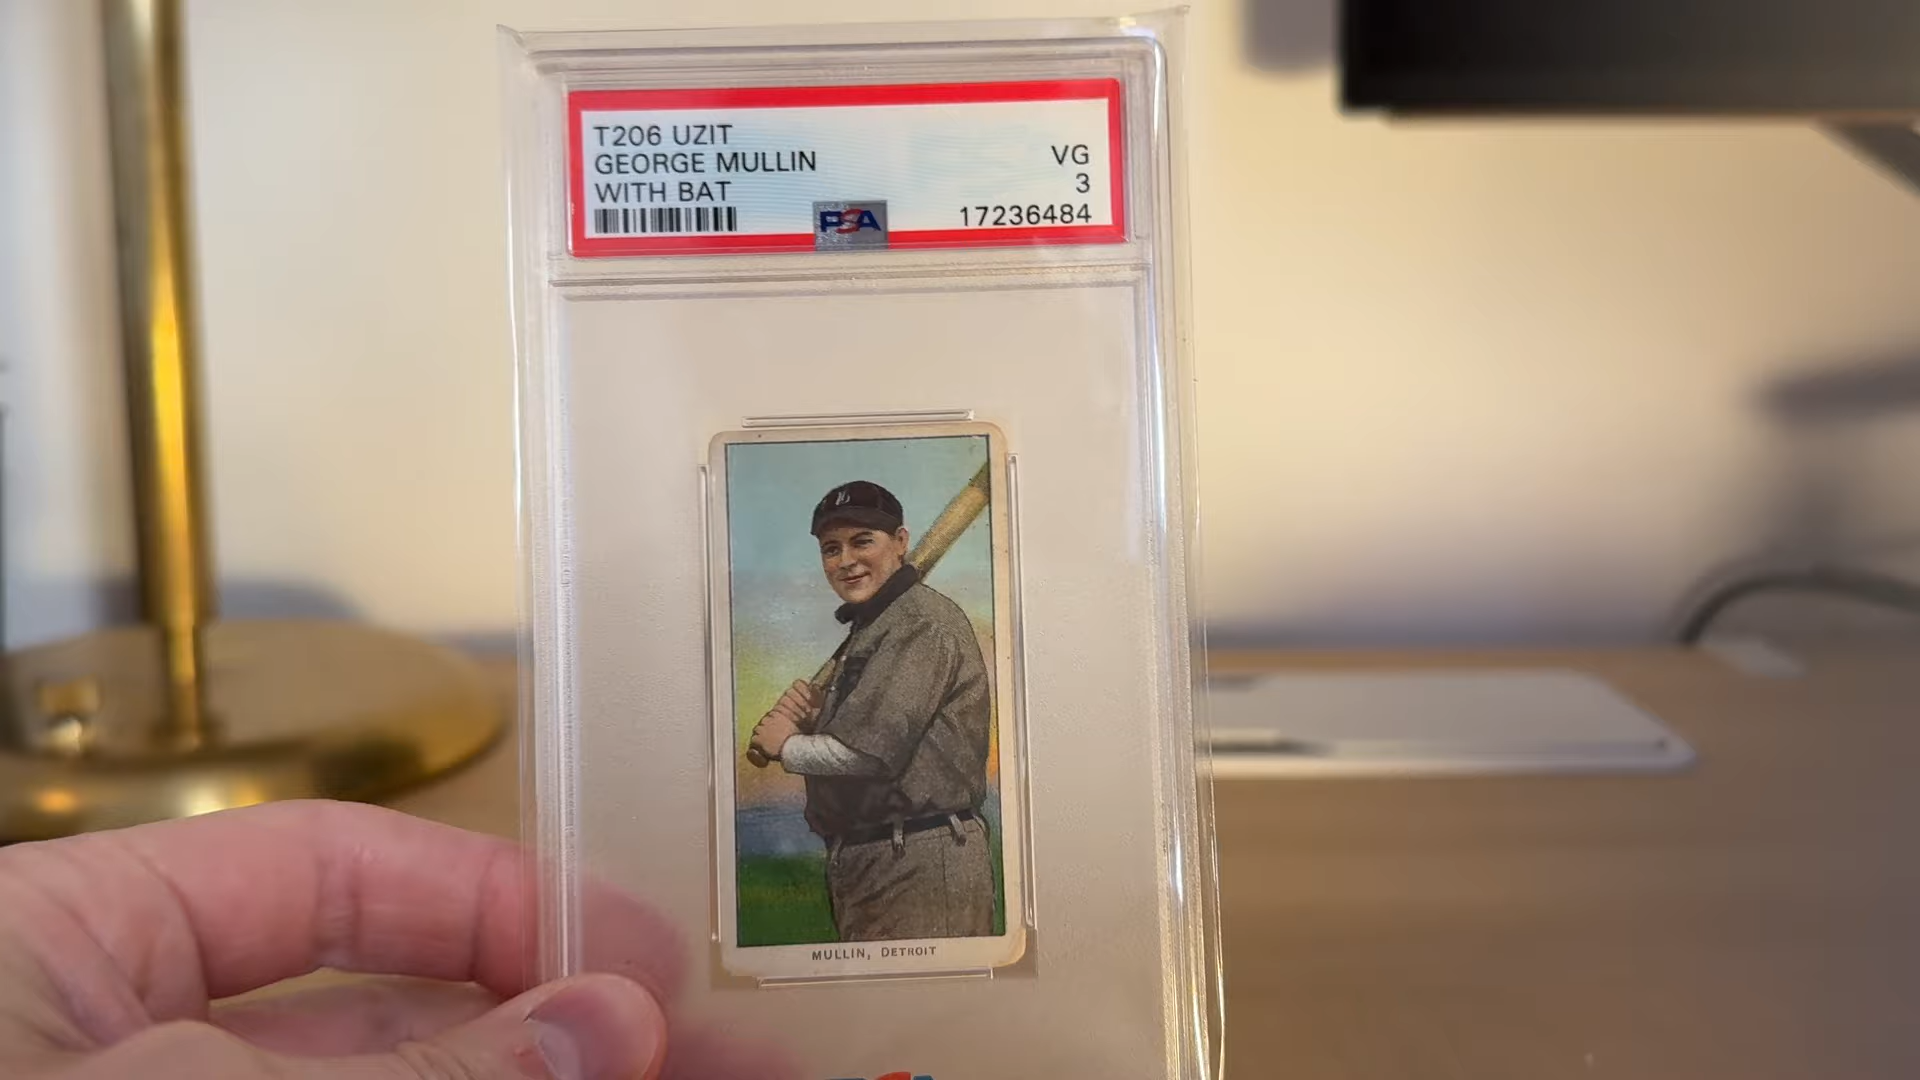 T206 UZIT
GEORGE MULLIN
WITH BAT
VG
3
17236484
PSA
MULLIN, DETROIT